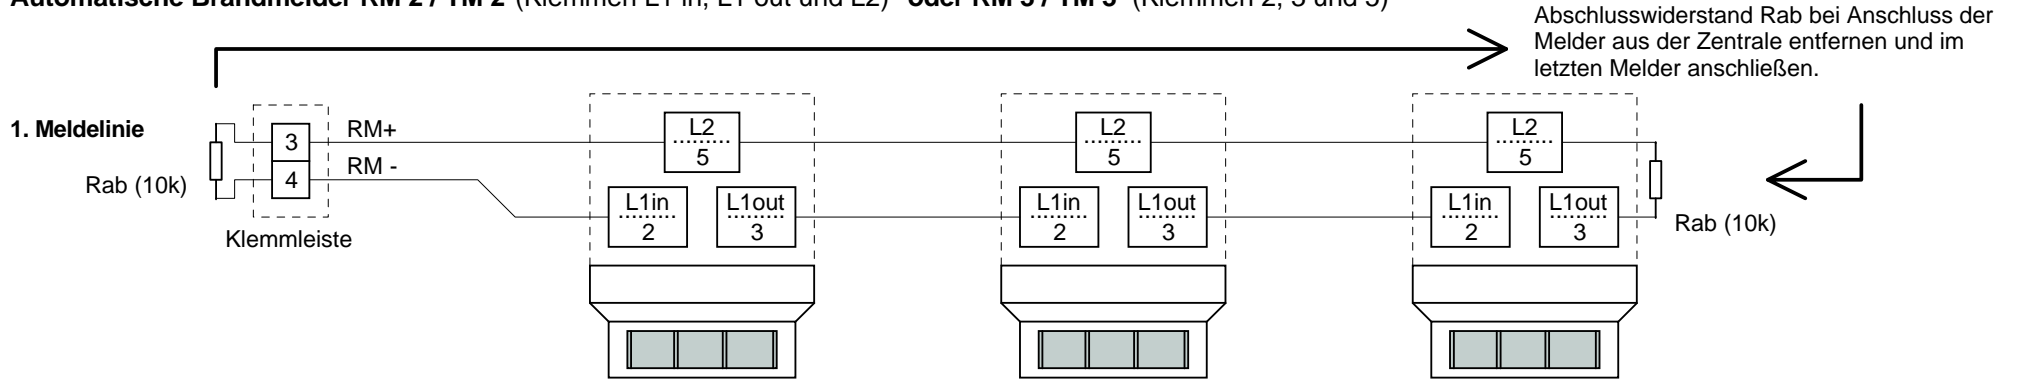 Automatische Brandmelder RM 2 / TM 2 (Klemmen L1 in, L1 out und L2) oder RM 3 / TM 3 (Klemmen 2, 3 und 5)
Abschlusswiderstand Rab bei Anschluss der
Melder aus der Zentrale entfernen und im
letzten Melder anschließen.
1. Meldelinie
Rab (10k)
3
4
RM+
RM -
Klemmleiste
L2
5
L1in
2
L1out
3
L2
5
L1in
2
L1out
3
L2
5
L1in
2
L1out
3
Rab (10k)